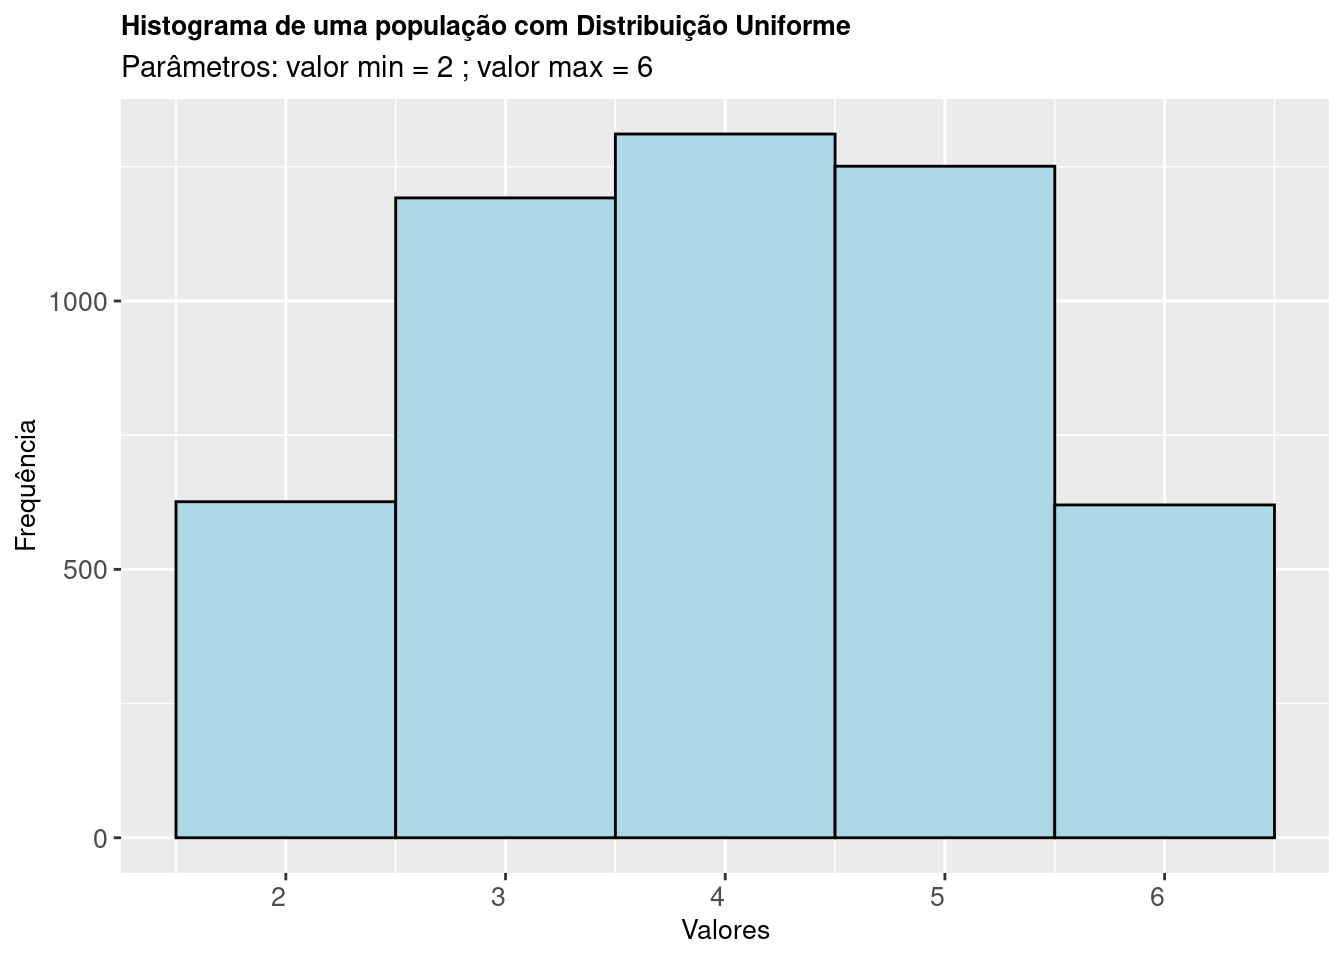 Histograma de uma população com Distribuição Uniforme
Parâmetros: valor min = 2 ; valor max = 6
Frequência
1000
500
0
2 3 4 5 6
Valores